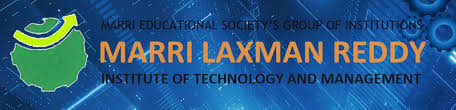 MARRI EDUCATIONAL SOCIETY'S GROUP OF INSTITUTIONS
MARRI LAXMAN REDDY
INSTITUTE OF TECHNOLOGY AND MANAGEMENT